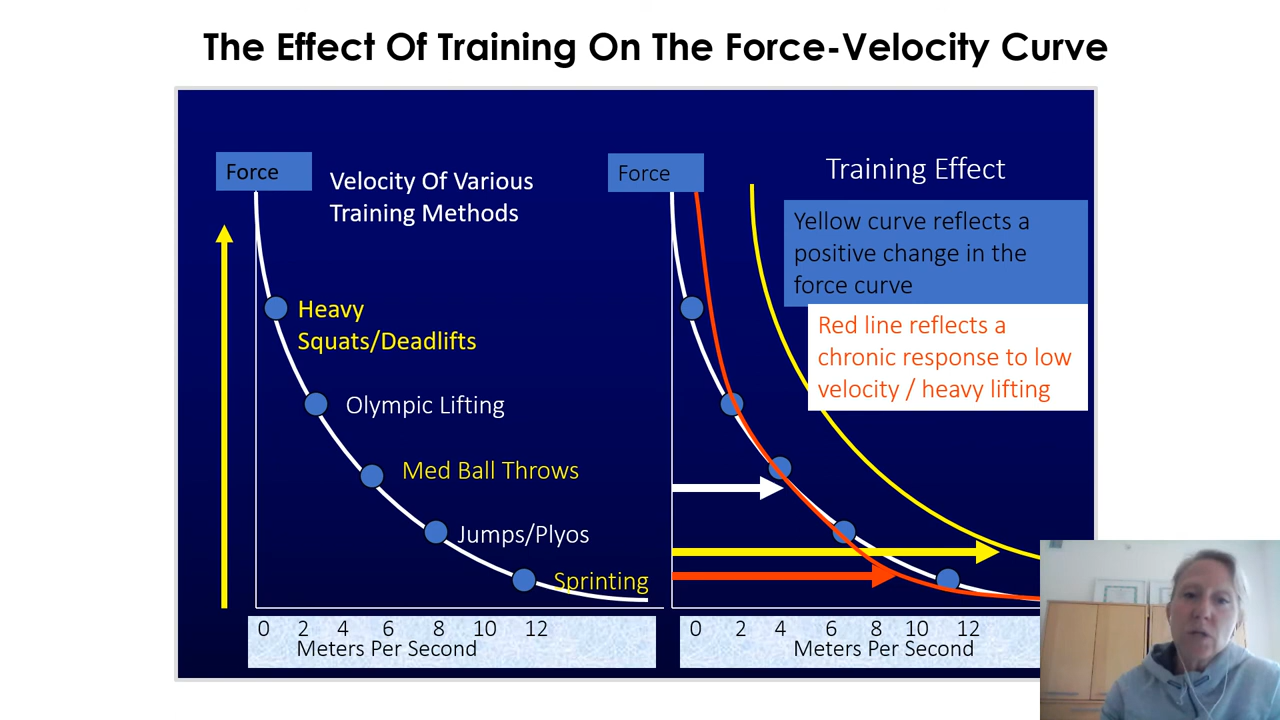 The Effect Of Training On The Force-Velocity Curve
Force
Velocity Of Various
Training Methods
Heavy
Squats/Deadlifts
Olympic Lifting
Med Ball Throws
Jumps/Plyos
Sprinting
0 2 4 6 8 10 12
Meters Per Second
Force
Training Effect
Yellow curve reflects a
positive change in the
force curve
Red line reflects a
chronic response to low
velocity / heavy lifting
0 2 4 6 8 10 12
Meters Per Second